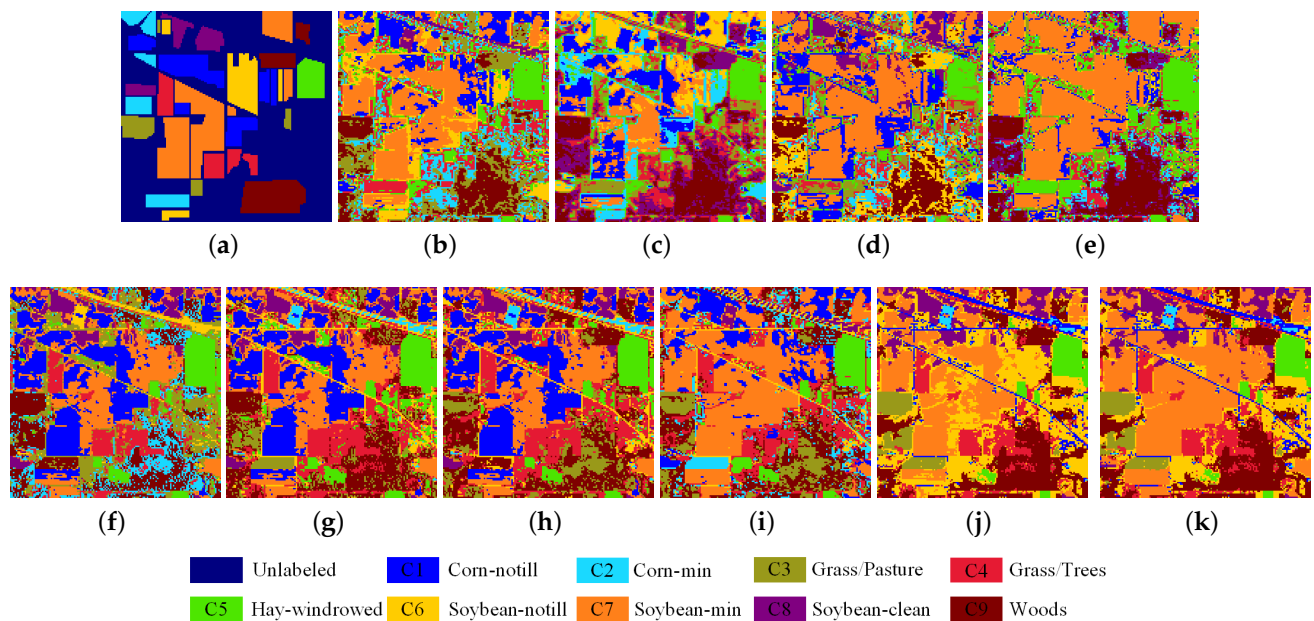 (a) (b) (c) (d) (e)
(f) (g) (h) (i) (j) (k)
Unlabeled C1 Corn-notill C2 Corn-min C3 Grass/Pasture C4 Grass/Trees
C5 Hay-windrowed C6 Soybean-notill C7 Soybean-min C8 Soybean-clean C9 Woods